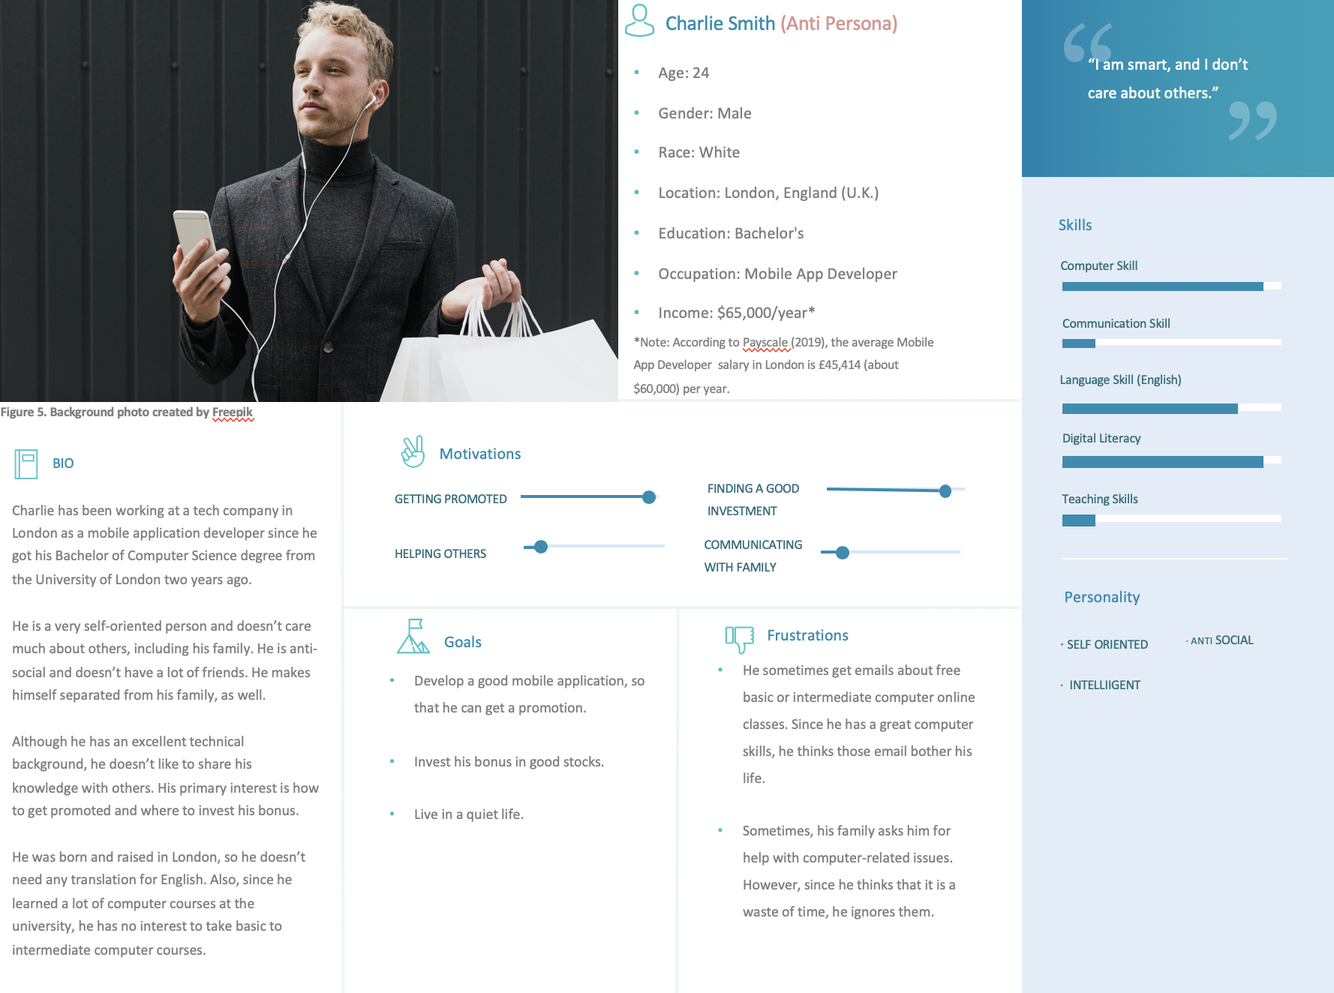 Charlie Smith (Anti Persona)
• Age: 24
• Gender: Male
• Race: White
• Location: London, England (U.K.)
• Education: Bachelor's
• Occupation: Mobile App Developer
• Income: $65,000/year*
*Note: According to Payscale (2019), the average Mobile
App Developer salary in London is £45,414 (about
$60,000) per year.
“I am smart, and I don’t
care about others.”
Figure 5. Background photo created by Freepik
BIO
Charlie has been working at a tech company in
London as a mobile application developer since he
got his Bachelor of Computer Science degree from
the University of London two years ago.
He is a very self-oriented person and doesn’t care
much about others, including his family. He is anti-
social and doesn’t have a lot of friends. He makes
himself separated from his family, as well.
Although he has an excellent technical
background, he doesn’t like to share his
knowledge with others. His primary interest is how
to get promoted and where to invest his bonus.
He was born and raised in London, so he doesn’t
need any translation for English. Also, since he
learned a lot of computer courses at the
university, he has no interest to take basic to
intermediate computer courses.
Motivations
GETTING PROMOTED
HELPING OTHERS
FINDING A GOOD
INVESTMENT
COMMUNICATING
WITH FAMILY
Goals
• Develop a good mobile application, so
that he can get a promotion.
• Invest his bonus in good stocks.
• Live in a quiet life.
Frustrations
• He sometimes get emails about free
basic or intermediate computer online
classes. Since he has a great computer
skills, he thinks those email bother his
life.
• Sometimes, his family asks him for
help with computer-related issues.
However, since he thinks that it is a
waste of time, he ignores them.
Skills
Computer Skill
Communication Skill
Language Skill (English)
Digital Literacy
Teaching Skills
Personality
· SELF ORIENTED
· ANTI SOCIAL
· INTELLIIGENT